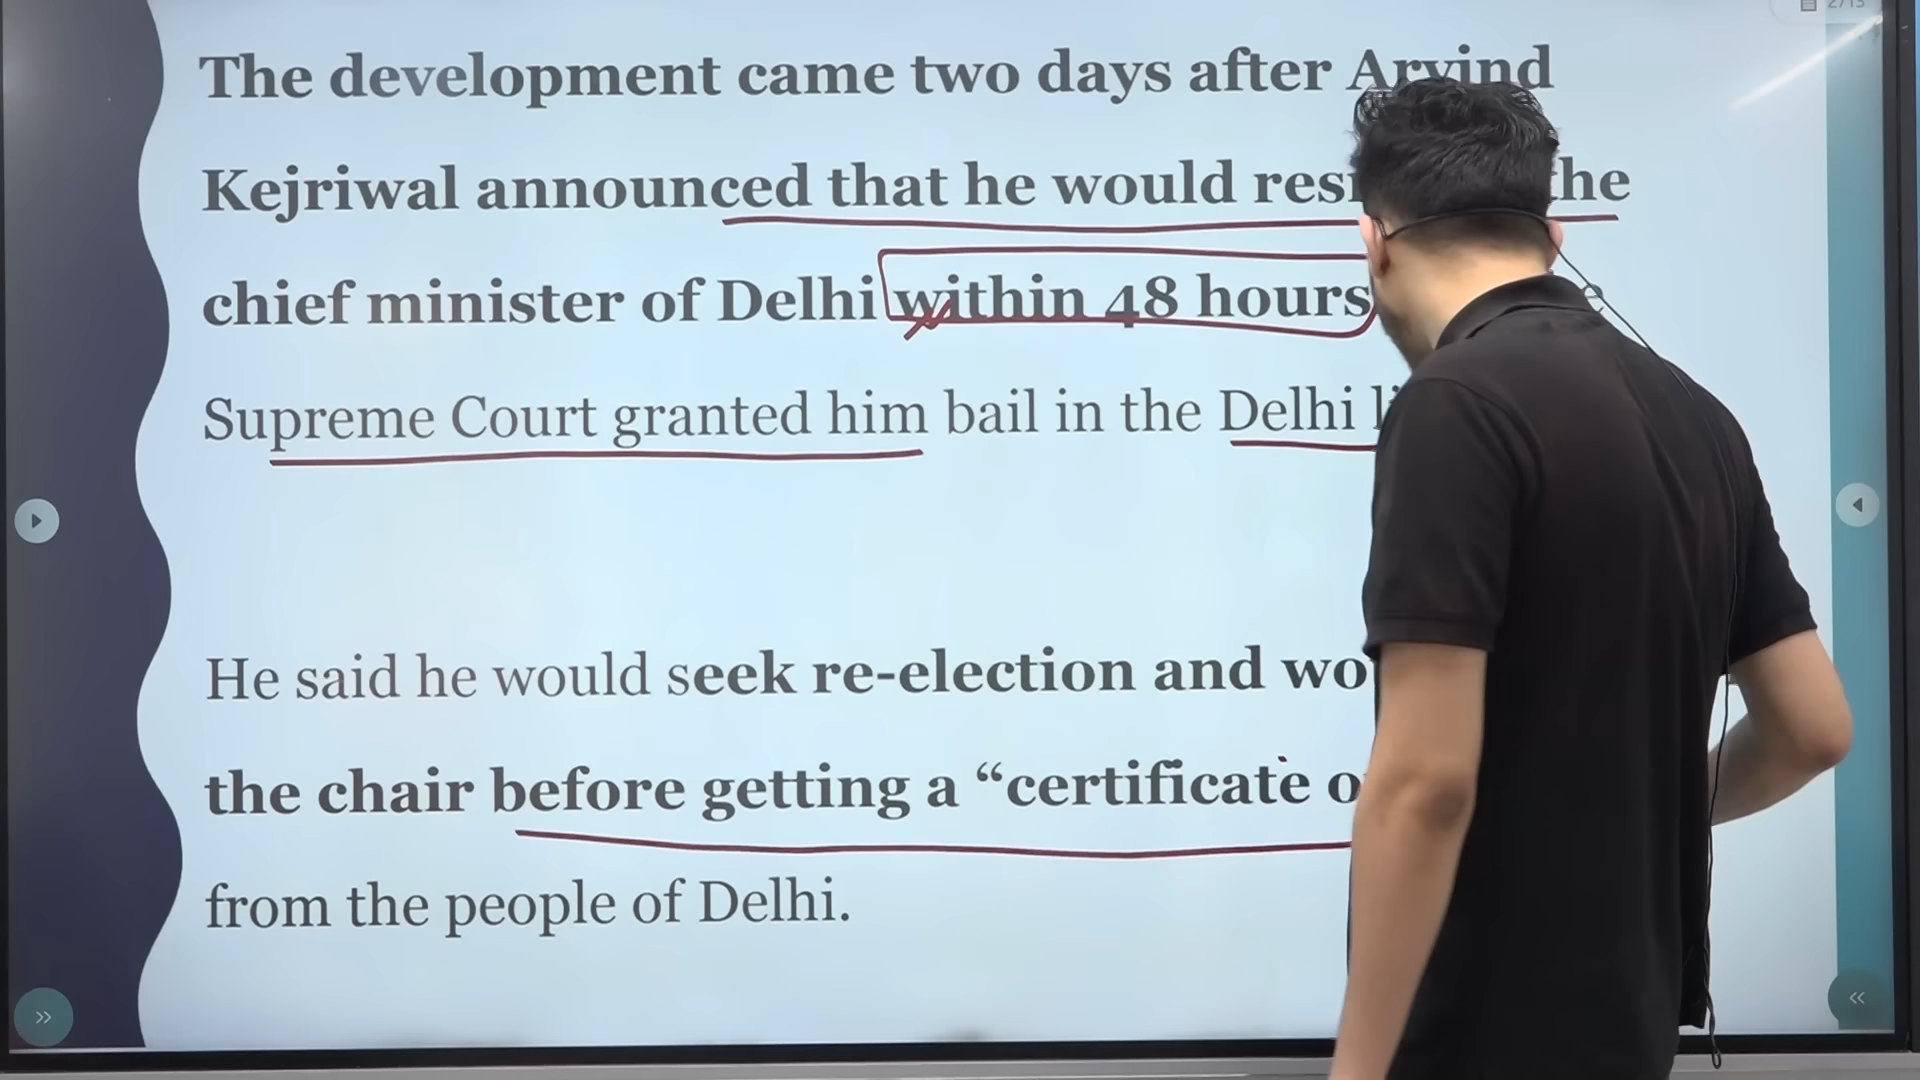 2/13
The development came two days after Arvind
Kejriwal announced that he would the
chief minister of Delhi within 48 hours
Supreme Court granted him bail in the Delhi
He said he would seek re-election and
the chair before getting a “certificate
from the people of Delhi.